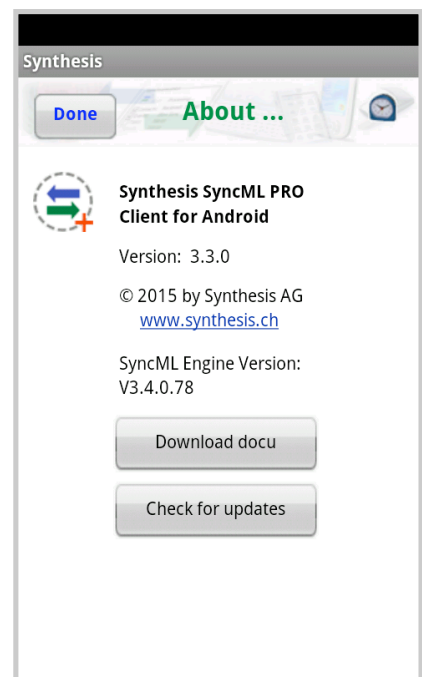 Synthesis
Done
About ...
Synthesis SyncML PRO
Client for Android
Version:  3.3.0
© 2015 by Synthesis AG
www.synthesis.ch
SyncML Engine Version:
V3.4.0.78
Download docu
Check for updates